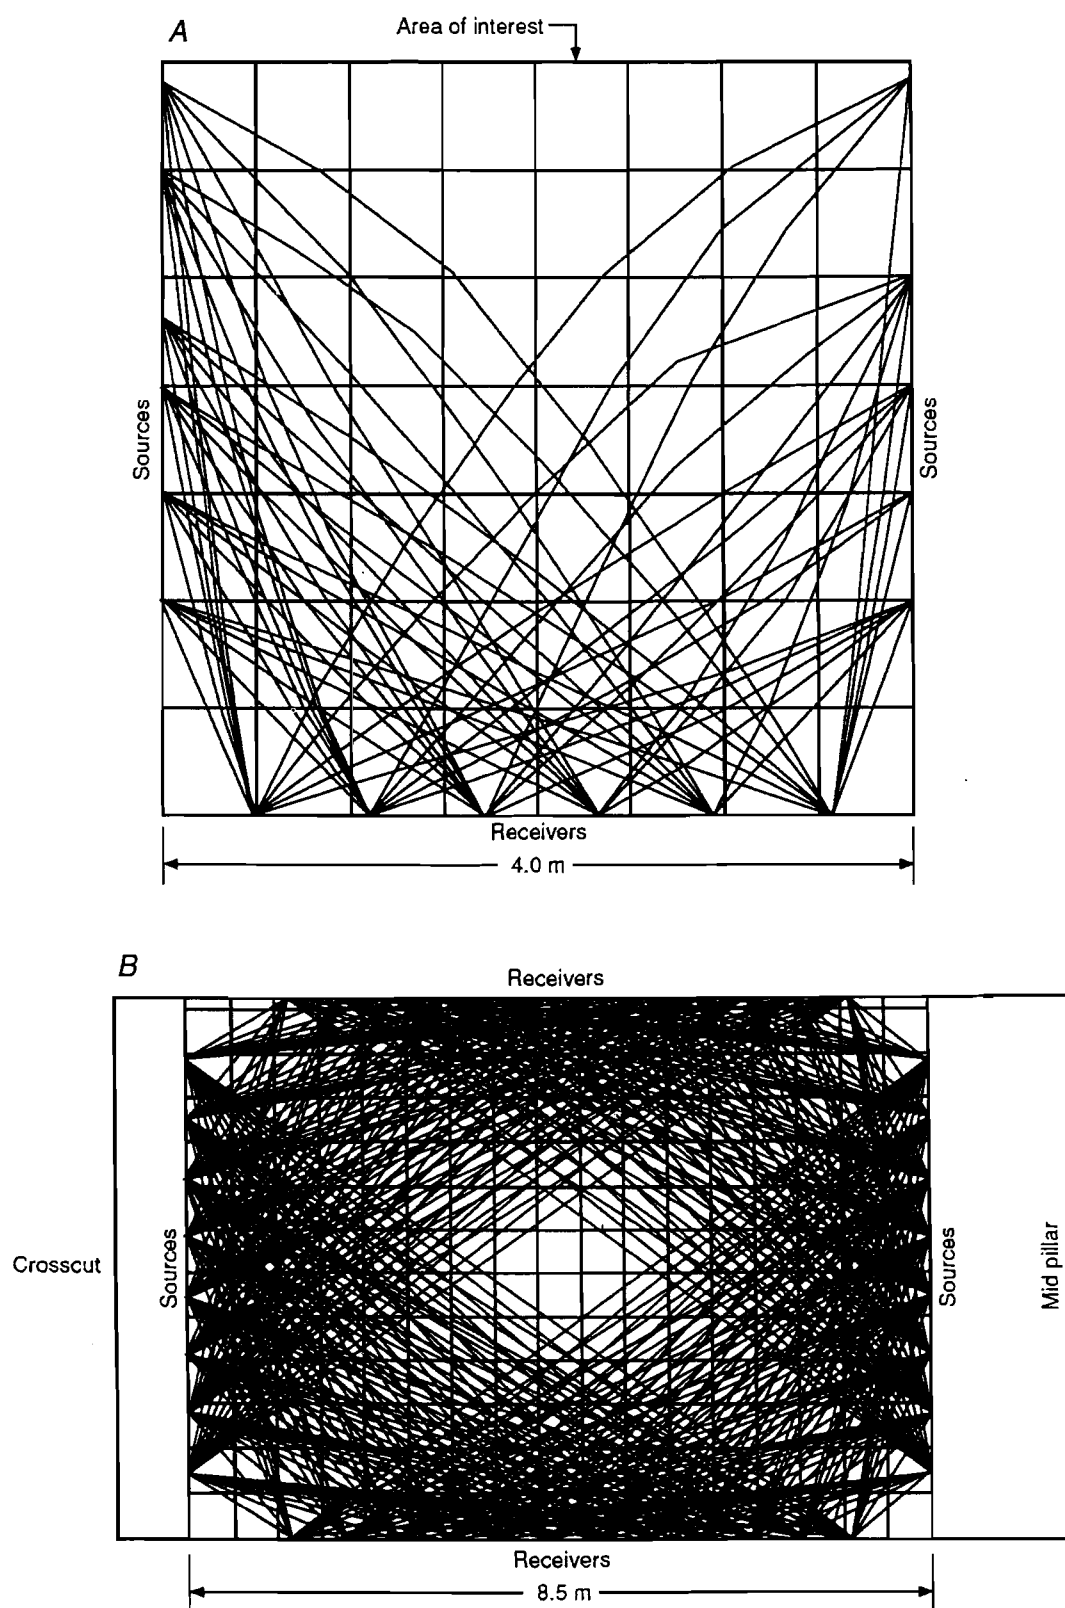 A
Area of interest
Sources
Sources
Receivers
4.0 m
B
Receivers
Crosscut
Sources
Sources
Mid pillar
Receivers
8.5 m